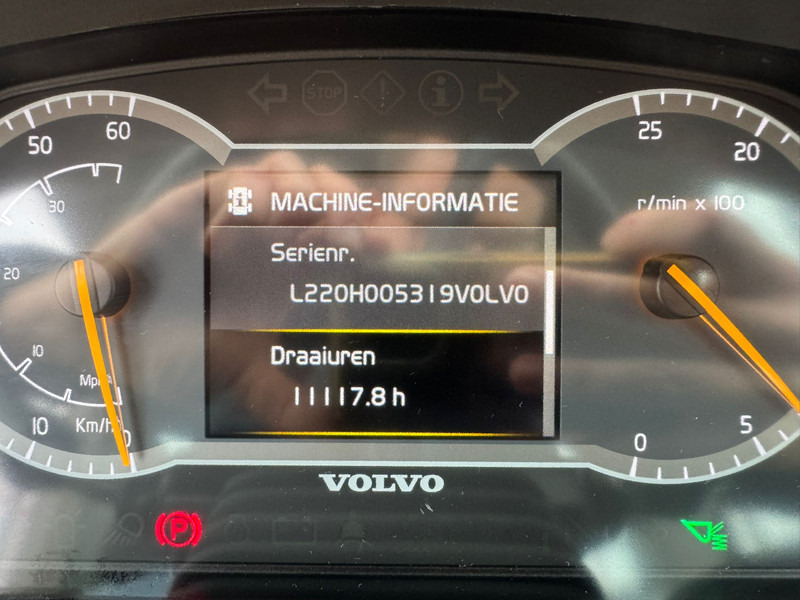 STOP
50
60
30
20
10
Mph
10
Km/h
0
MACHINE-INFORMATIE
Serienr.
L220H005319VOLVO
Draaiuren
11117.8 h
25
20
r/min x 100
0
5
VOLVO
P